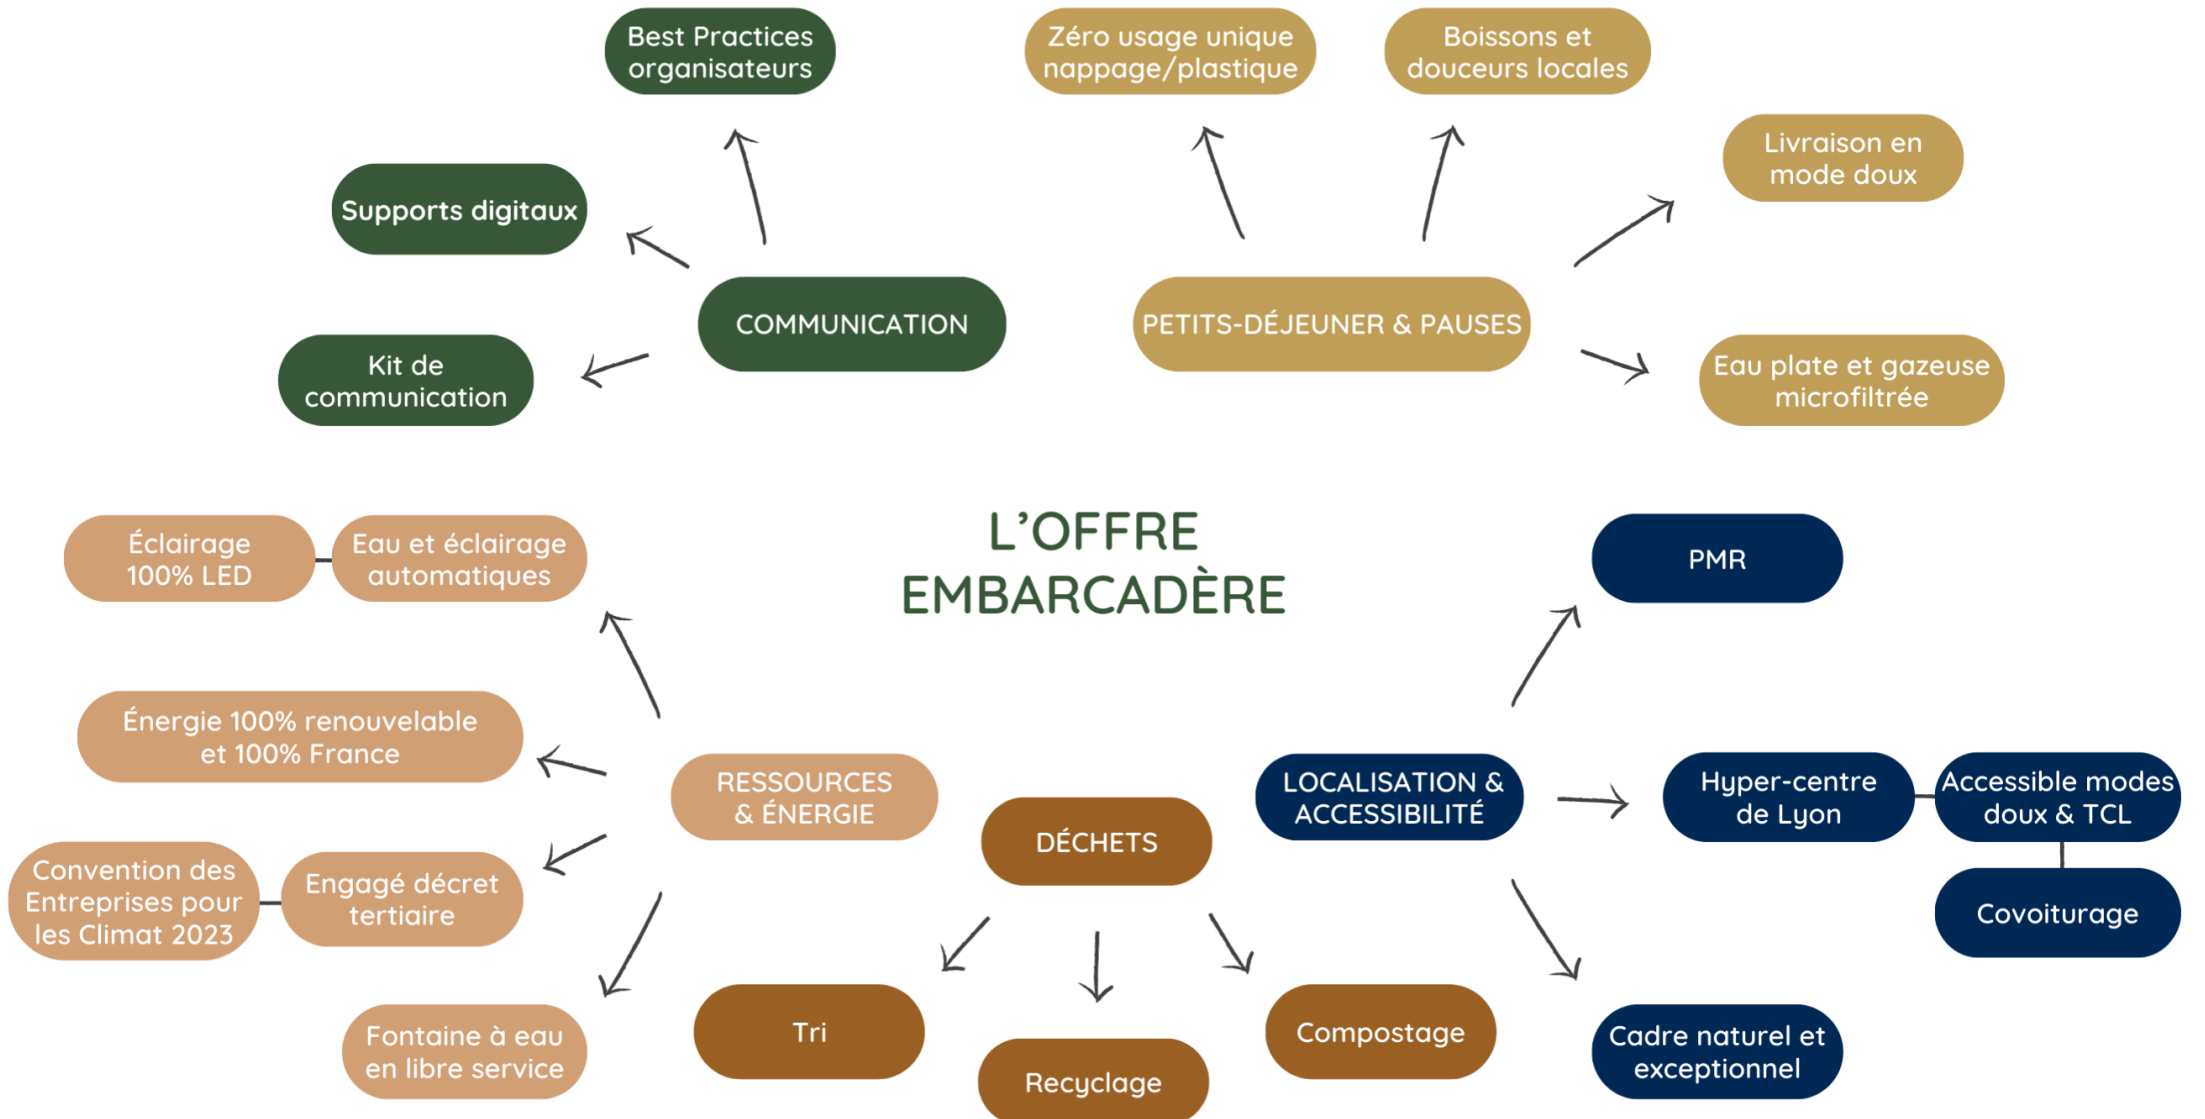 Best Practices
organisateurs
Supports digitaux
Kit de
communication
COMMUNICATION
Zéro usage unique
nappage/plastique
Boissons et
douceurs locales
Livraison en
mode doux
PETITS-DÉJEUNER & PAUSES
Eau plate et gazeuse
microfiltrée
L'OFFRE
EMBARCADÈRE
Éclairage
100% LED
Eau et éclairage
automatiques
Énergie 100% renouvelable
et 100% France
RESSOURCES
& ÉNERGIE
Convention des
Entreprises pour
les Climat 2023
Engagé décret
tertiaire
Fontaine à eau
en libre service
DÉCHETS
Tri
Recyclage
Compostage
PMR
LOCALISATION &
ACCESSIBILITÉ
Hyper-centre
de Lyon
Accessible modes
doux & TCL
Covoiturage
Cadre naturel et
exceptionnel